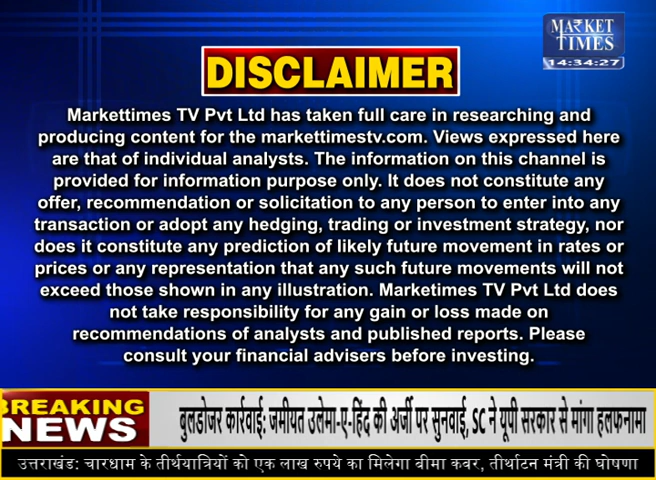 MARKET
TIMES
14:34:27
DISCLAIMER
Markettimes TV Pvt Ltd has taken full care in researching and
producing content for the markettimestv.com. Views expressed here
are that of individual analysts. The information on this channel is
provided for information purpose only. It does not constitute any
offer, recommendation or solicitation to any person to enter into any
transaction or adopt any hedging, trading or investment strategy, nor
does it constitute any prediction of likely future movement in rates or
prices or any representation that any such future movements will not
exceed those shown in any illustration. Marketimes TV Pvt Ltd does
not take responsibility for any gain or loss made on
recommendations of analysts and published reports. Please
consult your financial advisers before investing.
BREAKING
NEWS
बुलडोजर कार्रवाई: जमीयत उलेमा-ए-हिंद की अर्जी पर सुनवाई, SC ने यूपी सरकार से मांगा हलफनामा
उत्तराखंड: चारधाम के तीर्थयात्रियों को एक लाख रुपये का मिलेगा बीमा कवर, तीर्थाटन मंत्री की घोषणा